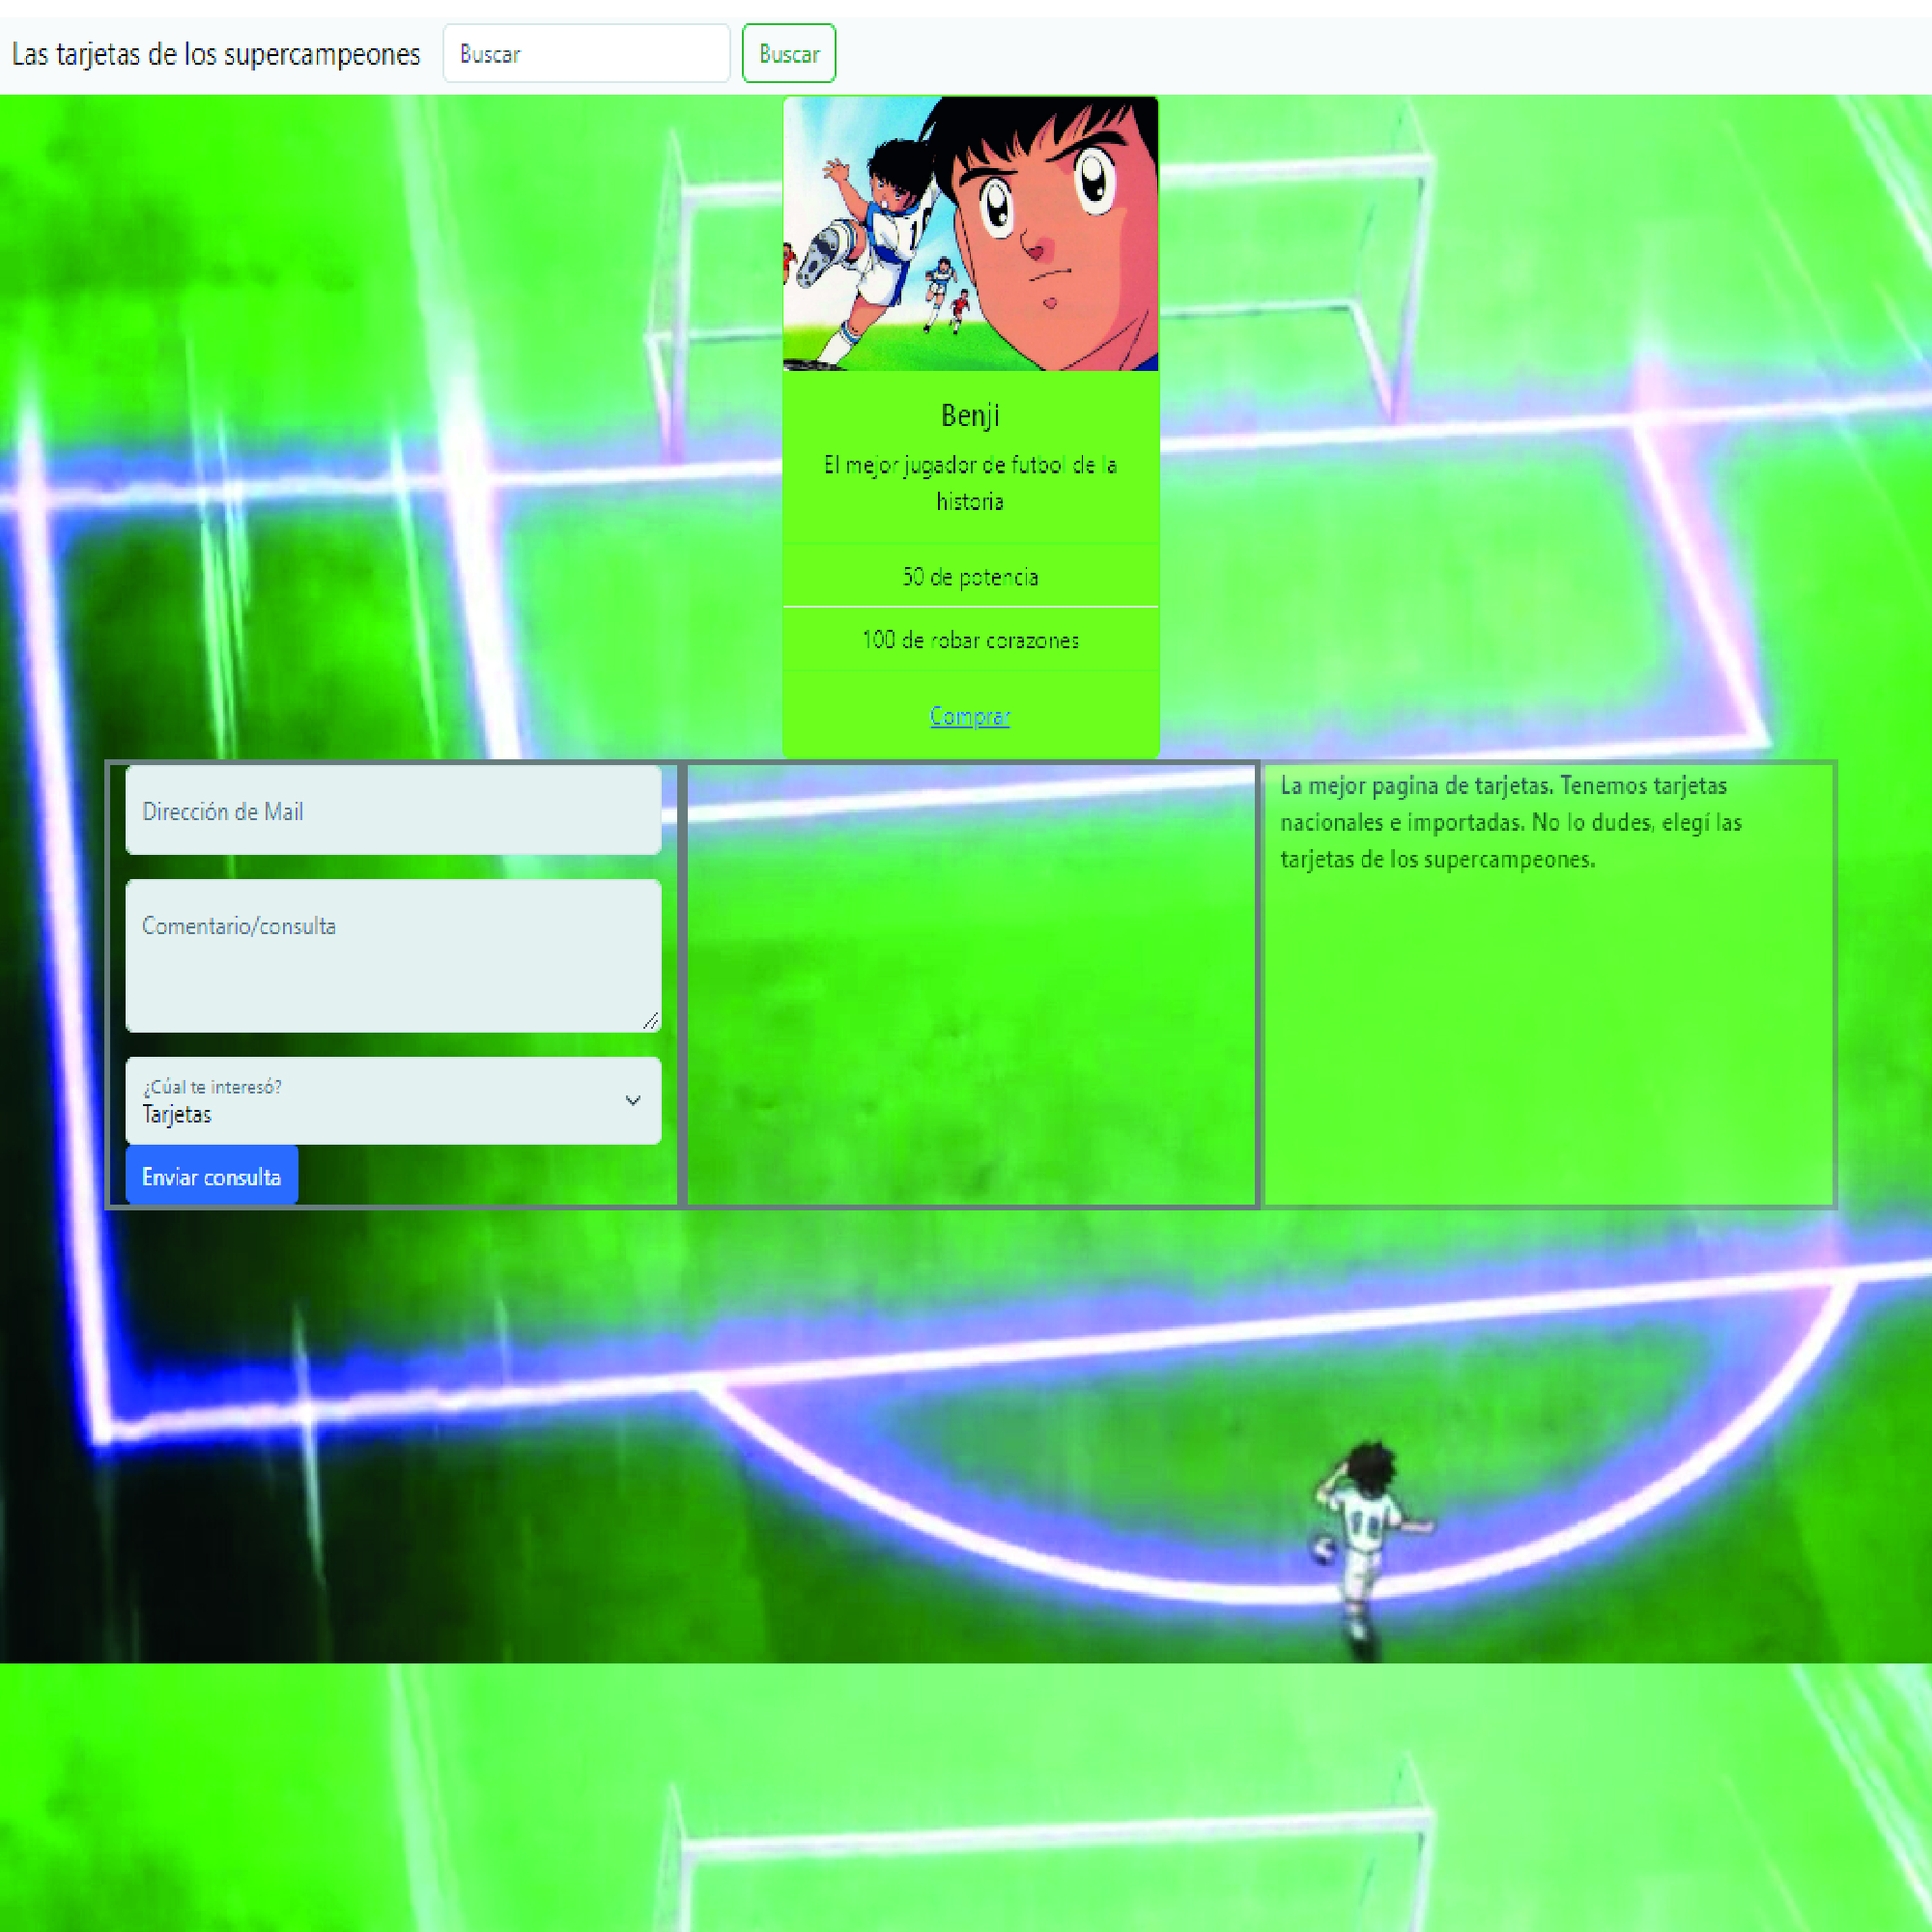 Las tarjetas de los supercampeones
Buscar
Buscar
Benji
El mejor jugador de futbol de la
historia
50 de potencia
100 de robar corazones
Comprar
Dirección de Mail
Comentario/consulta
¿Cúal te interesó?
Tarjetas
Enviar consulta
La mejor pagina de tarjetas. Tenemos tarjetas
nacionales e importadas. No lo dudes, elegí las
tarjetas de los supercampeones.